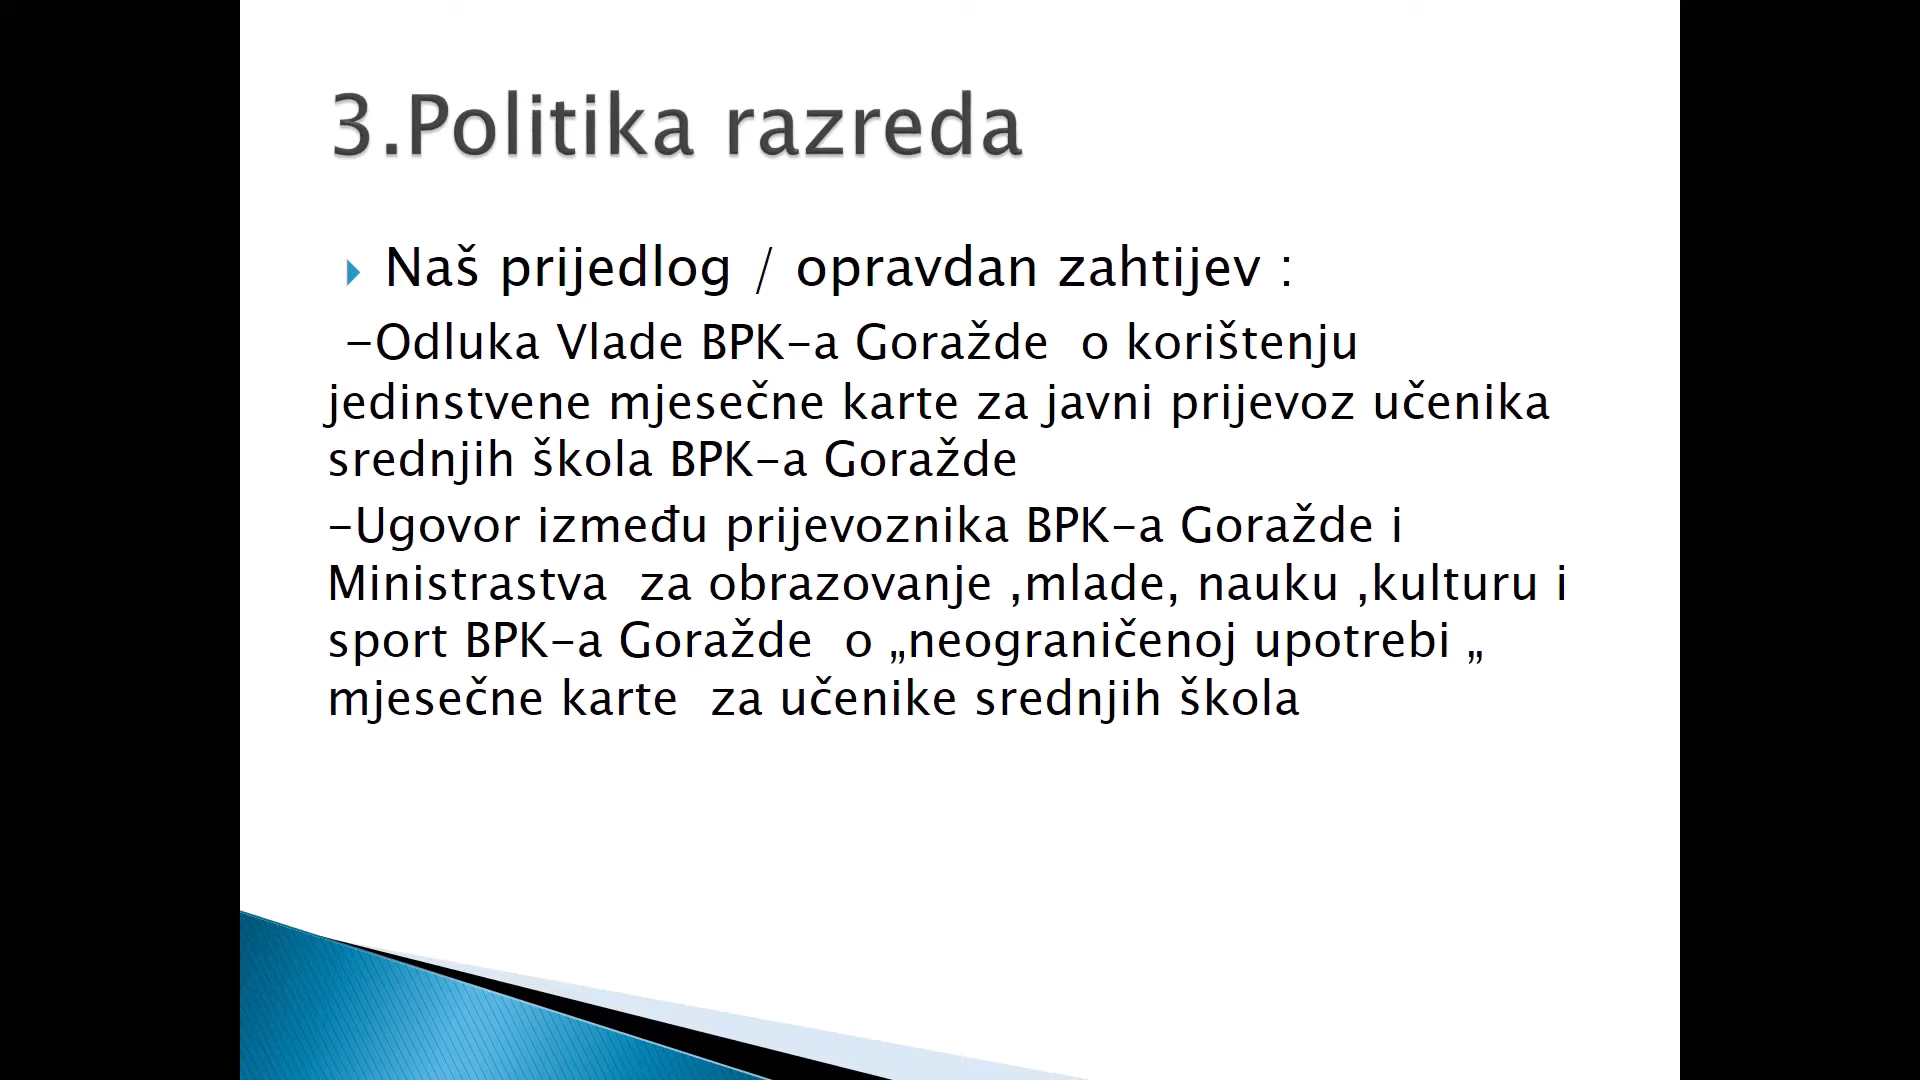 3.Politika razreda
Naš prijedlog / opravdan zahtijev :
-Odluka Vlade BPK-a Goražde o korištenju
jedinstvene mjesečne karte za javni prijevoz učenika
srednjih škola BPK-a Goražde
-Ugovor između prijevoznika BPK-a Goražde i
Ministrastva za obrazovanje ,mlade, nauku ,kulturu i
sport BPK-a Goražde o „neograničenoj upotrebi „
mjesečne karte za učenike srednjih škola